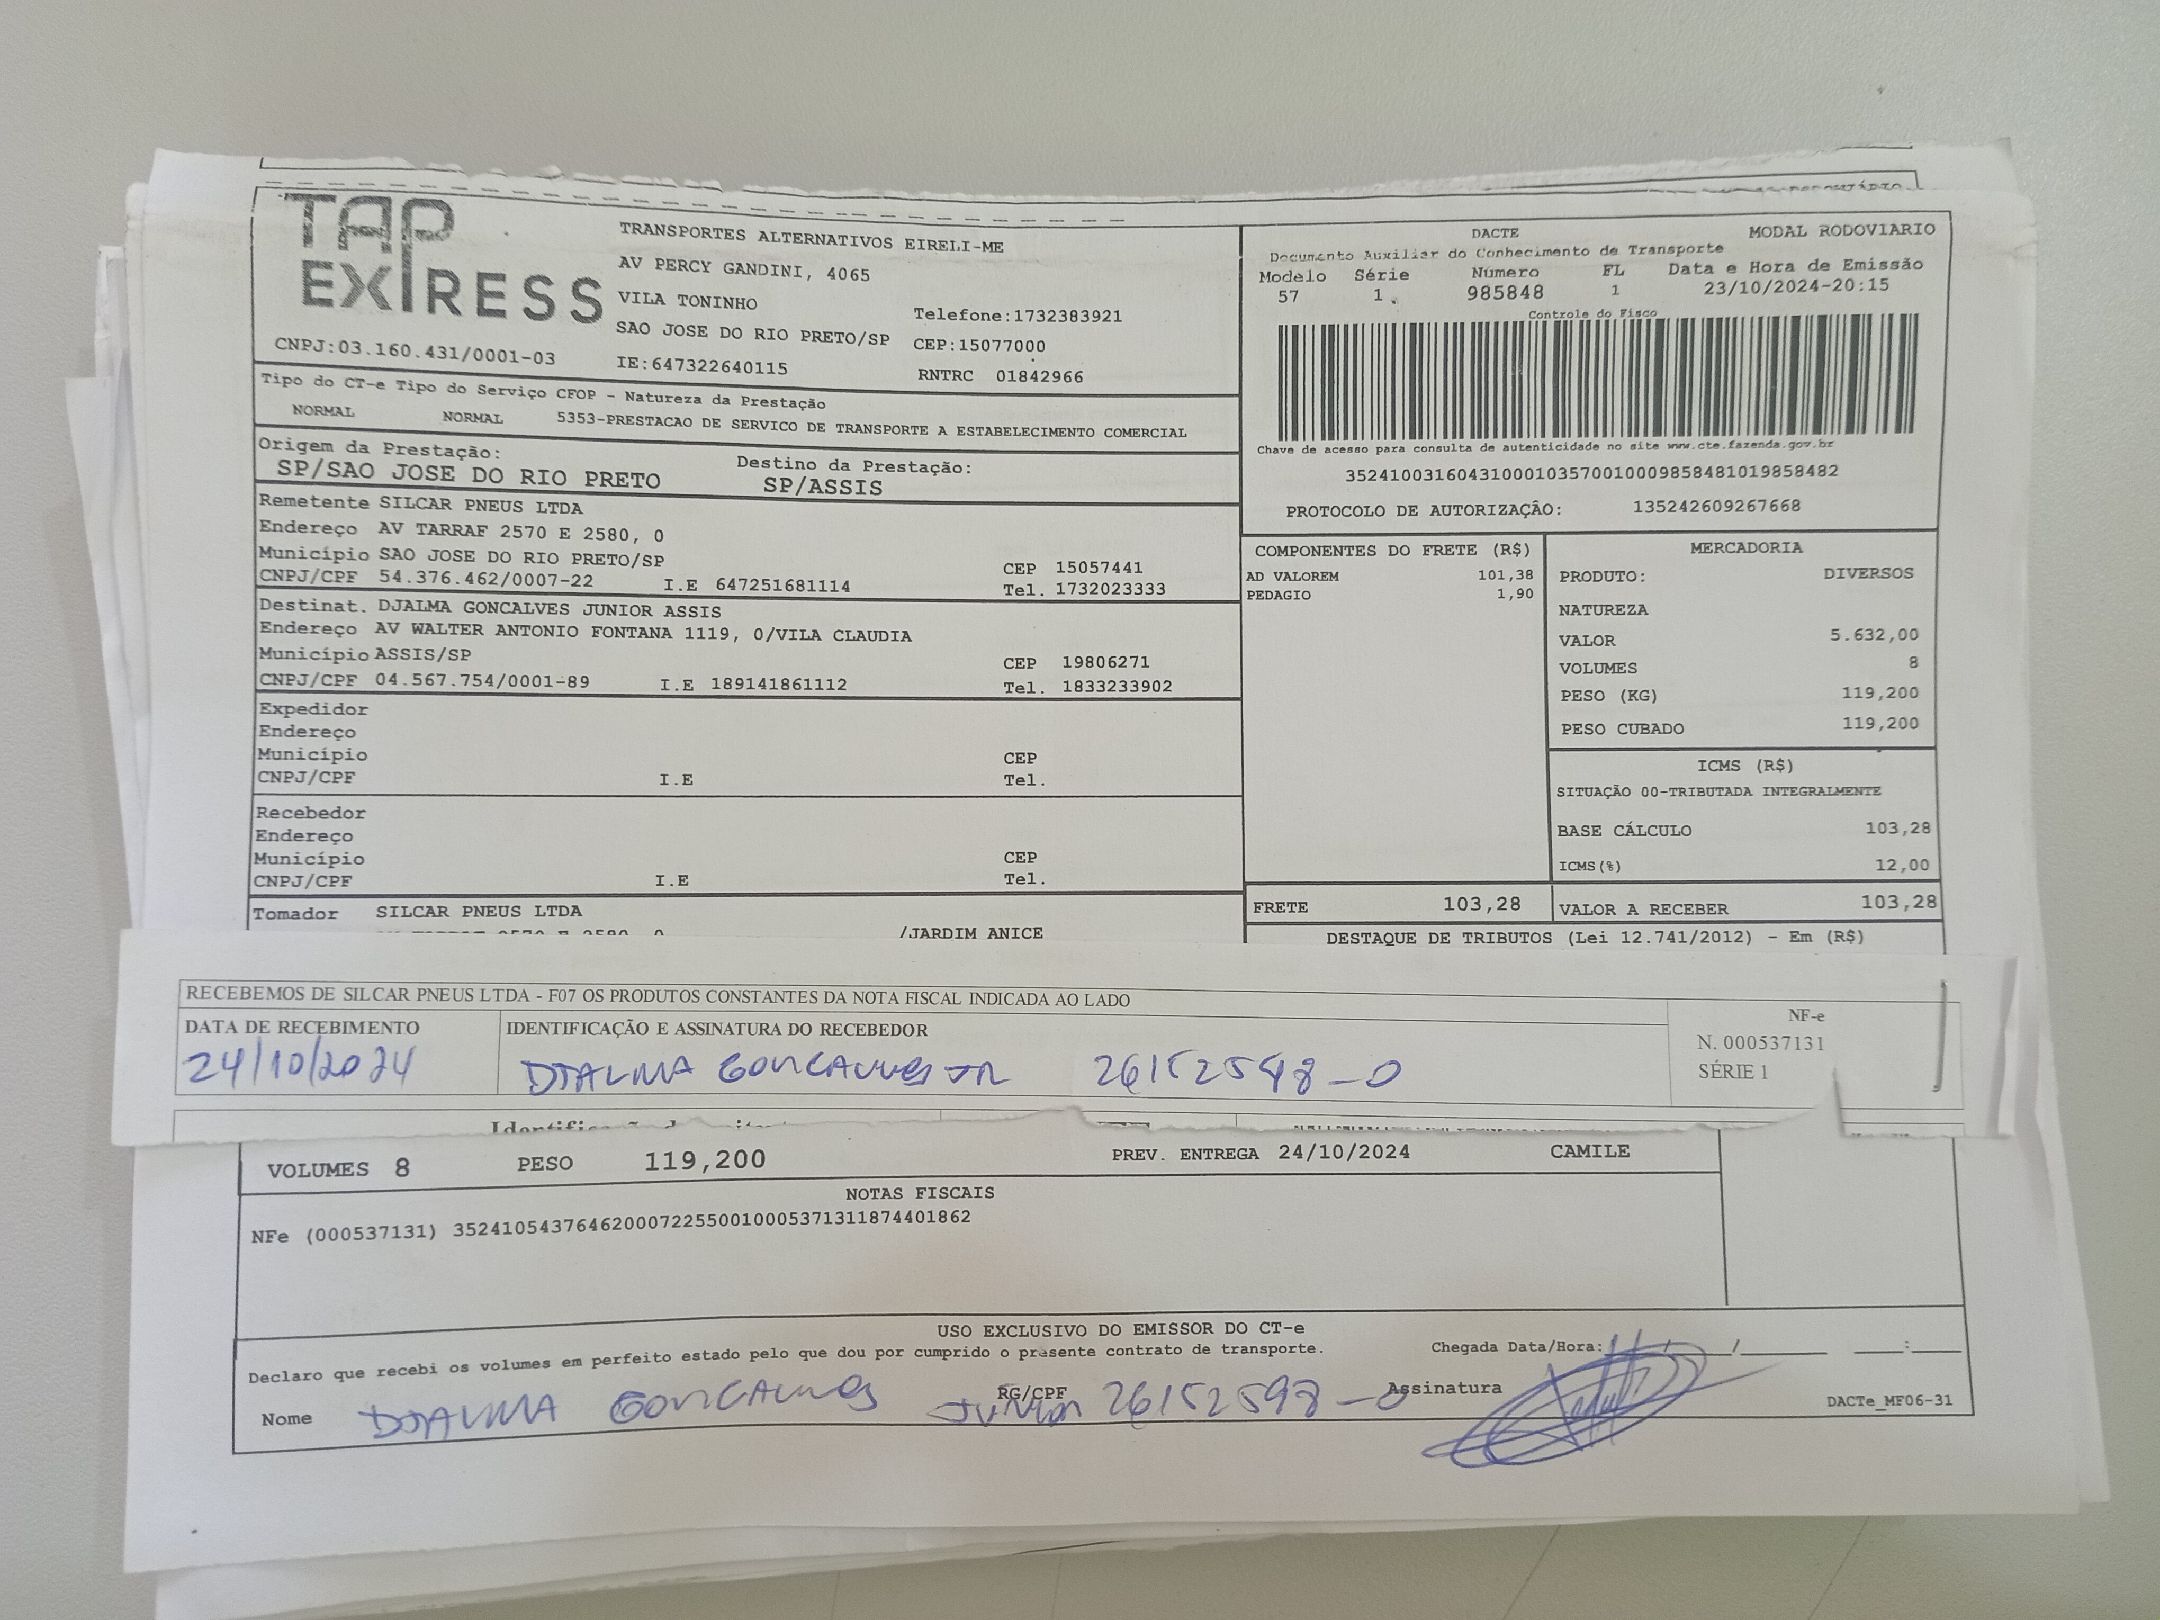 TAP
EXPRESS
TRANSPORTES ALTERNATIVOS EIRELI-ME
AV PERCY GANDINI, 4065
VILA TONINHO
Telefone:1732383921
SAO JOSE DO RIO PRETO/SP CEP:15077000
CNPJ:03.160.431/0001-03 IE:647322640115 RNTRC 01842966
DACTE MODAL RODOVIARIO
Documento Auxiliar do Conhecimento de Transporte
Modelo Série Número FL Data e Hora de Emissão
57 1 985848 1 23/10/2024-20:15
Controle do Fisco
Chave de acesso para consulta de autenticidade no site www.cte.fazenda.gov.br
35241003160431000103570010009858481019858482
PROTOCOLO DE AUTORIZAÇÃO: 135242609267668
Tipo do CT-e Tipo do Serviço CFOP - Natureza da Prestação
NORMAL NORMAL 5353-PRESTACAO DE SERVICO DE TRANSPORTE A ESTABELECIMENTO COMERCIAL
Origem da Prestação: Destino da Prestação:
SP/SAO JOSE DO RIO PRETO SP/ASSIS
Remetente SILCAR PNEUS LTDA
Endereço AV TARRAF 2570 E 2580, 0
Município SAO JOSE DO RIO PRETO/SP CEP 15057441
CNPJ/CPF 54.376.462/0007-22 I.E 647251681114 Tel. 1732023333
Destinat. DJALMA GONCALVES JUNIOR ASSIS
Endereço AV WALTER ANTONIO FONTANA 1119, 0/VILA CLAUDIA
Município ASSIS/SP CEP 19806271
CNPJ/CPF 04.567.754/0001-89 I.E 189141861112 Tel. 1833233902
Expedidor
Endereço
Município CEP
CNPJ/CPF I.E Tel.
Recebedor
Endereço
Município CEP
CNPJ/CPF I.E Tel.
Tomador SILCAR PNEUS LTDA
/JARDIM ANICE
COMPONENTES DO FRETE (R$)
AD VALOREM 101,38
PEDAGIO 1,90
MERCADORIA
PRODUTO: DIVERSOS
NATUREZA
VALOR 5.632,00
VOLUMES 8
PESO (KG) 119,200
PESO CUBADO 119,200
ICMS (R$)
SITUAÇÃO 00-TRIBUTADA INTEGRALMENTE
BASE CÁLCULO 103,28
ICMS(%) 12,00
FRETE 103,28 VALOR A RECEBER 103,28
DESTAQUE DE TRIBUTOS (Lei 12.741/2012) - Em (R$)
RECEBEMOS DE SILCAR PNEUS LTDA - F07 OS PRODUTOS CONSTANTES DA NOTA FISCAL INDICADA AO LADO
DATA DE RECEBIMENTO IDENTIFICAÇÃO E ASSINATURA DO RECEBEDOR
24/10/2024 DJALMA GONCALVES JR 26152598-0
NF-e
N. 000537131
SÉRIE 1
VOLUMES 8 PESO 119,200 PREV. ENTREGA 24/10/2024 CAMILE
NOTAS FISCAIS
NFe (000537131) 35241054376462000722550010005371311874401862
USO EXCLUSIVO DO EMISSOR DO CT-e
Declaro que recebi os volumes em perfeito estado pelo que dou por cumprido o presente contrato de transporte. Chegada Data/Hora:
Nome DJALMA GONCALVES JUNIOR RG/CPF 26152598-0 Assinatura
DACTe_MF06-31